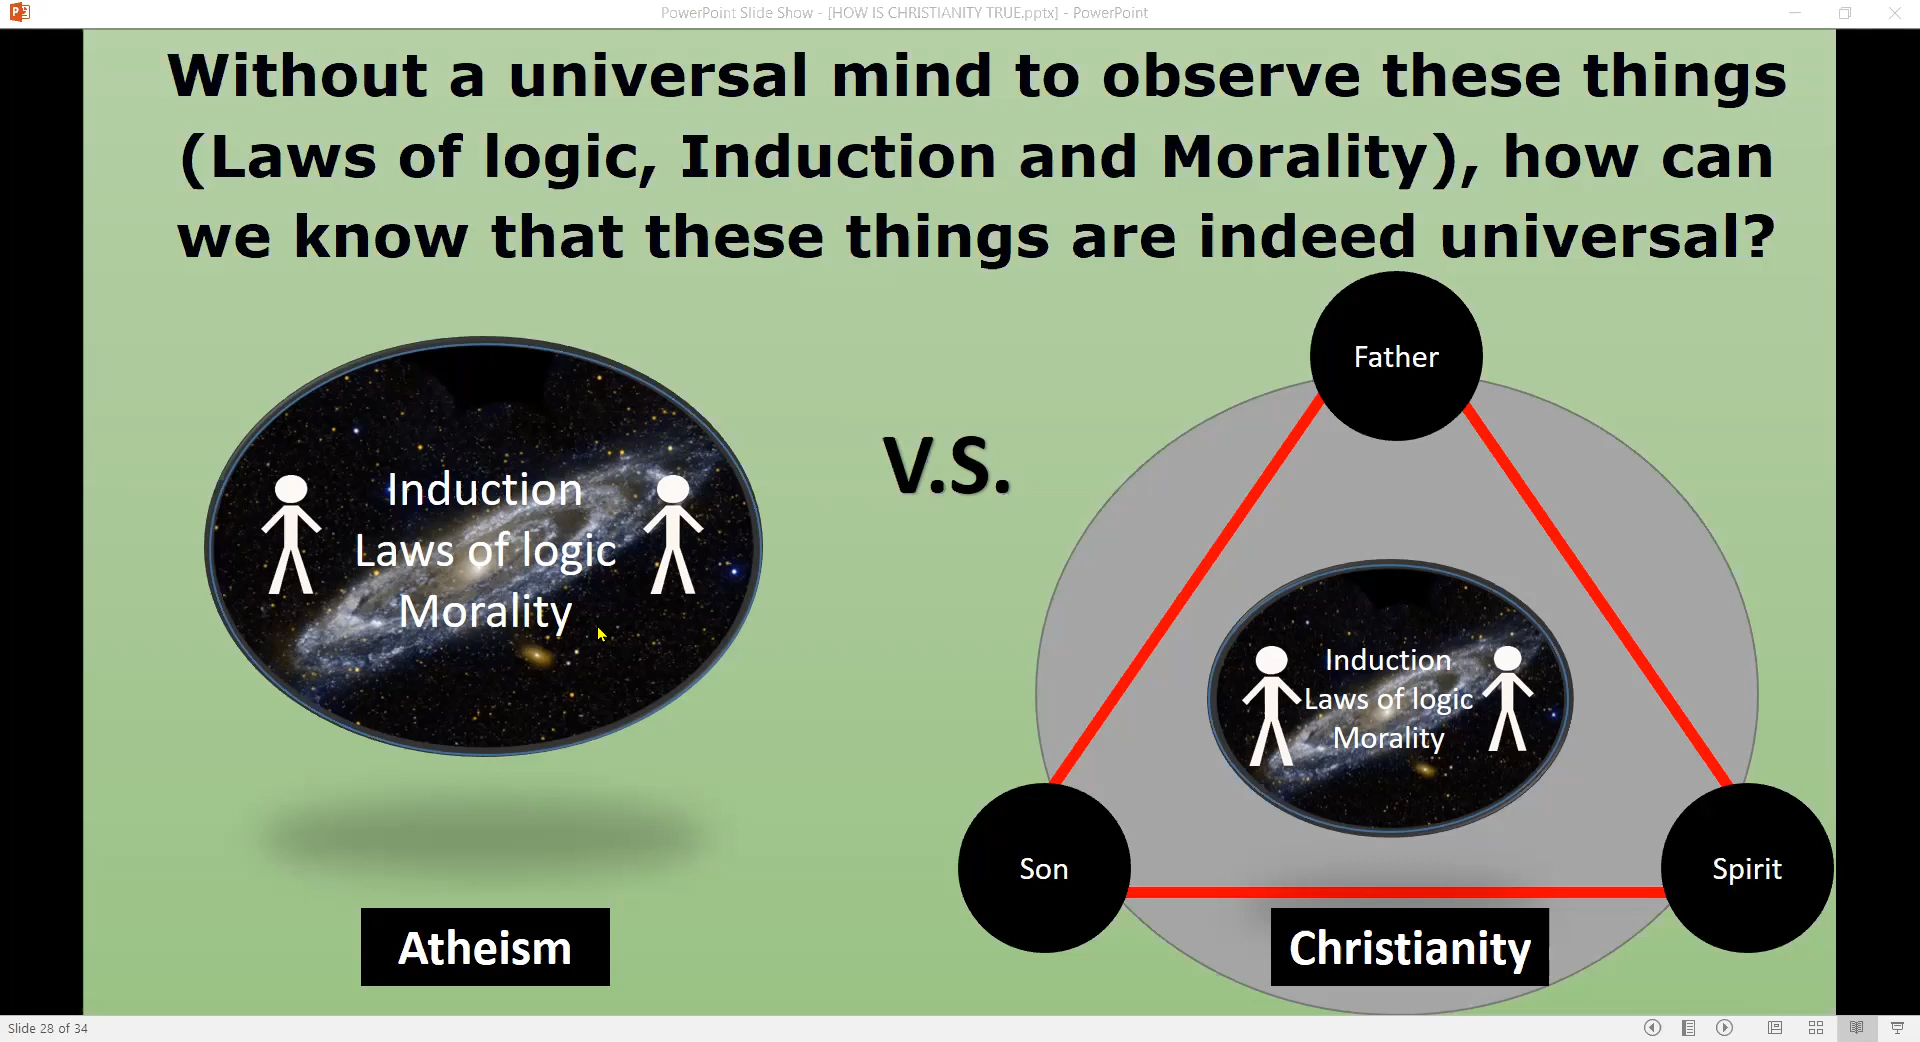 PowerPoint Slide Show - [HOW IS CHRISTIANITY TRUE.pptx] - PowerPoint
Without a universal mind to observe these things
(Laws of logic, Induction and Morality), how can
we know that these things are indeed universal?
Induction
Laws of logic
Morality
Atheism
V.S.
Father
Induction
Laws of logic
Morality
Son
Spirit
Christianity
Slide 28 of 34